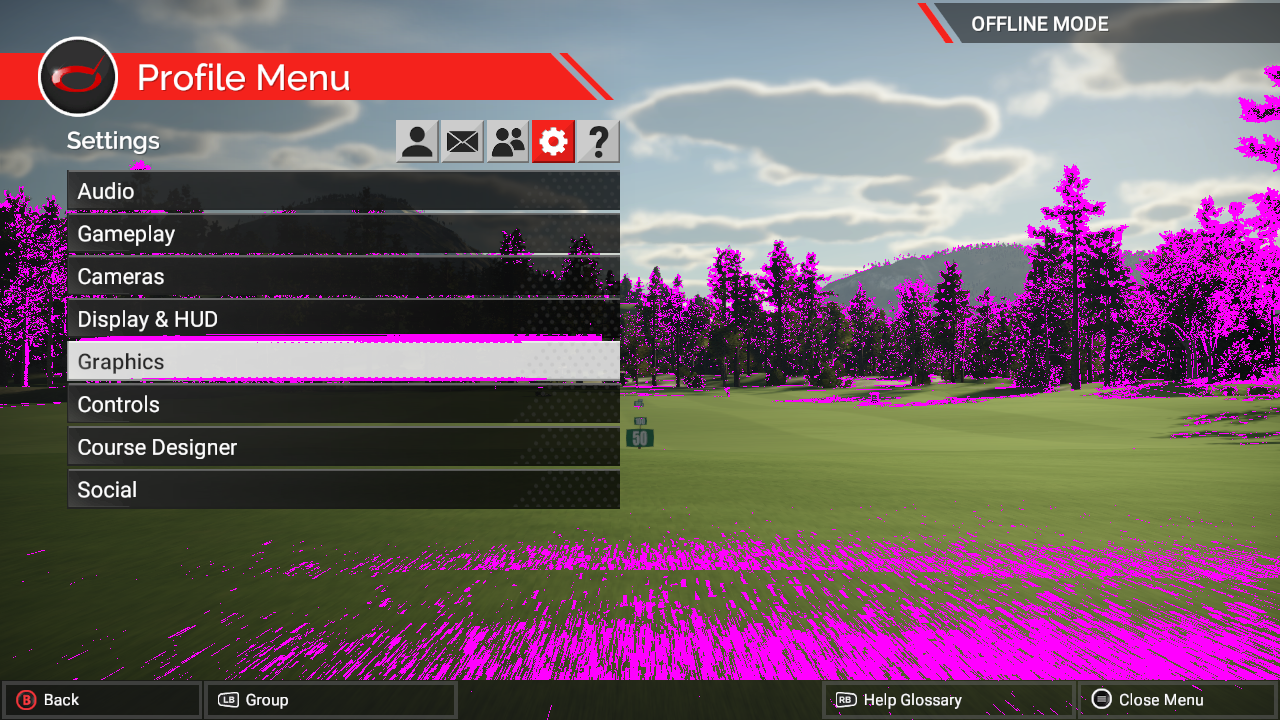 OFFLINE MODE
Profile Menu
Settings
?
Audio
Gameplay
Cameras
Display & HUD
Graphics
Controls
Course Designer
Social
50
B Back
LB Group
RB Help Glossary
Close Menu